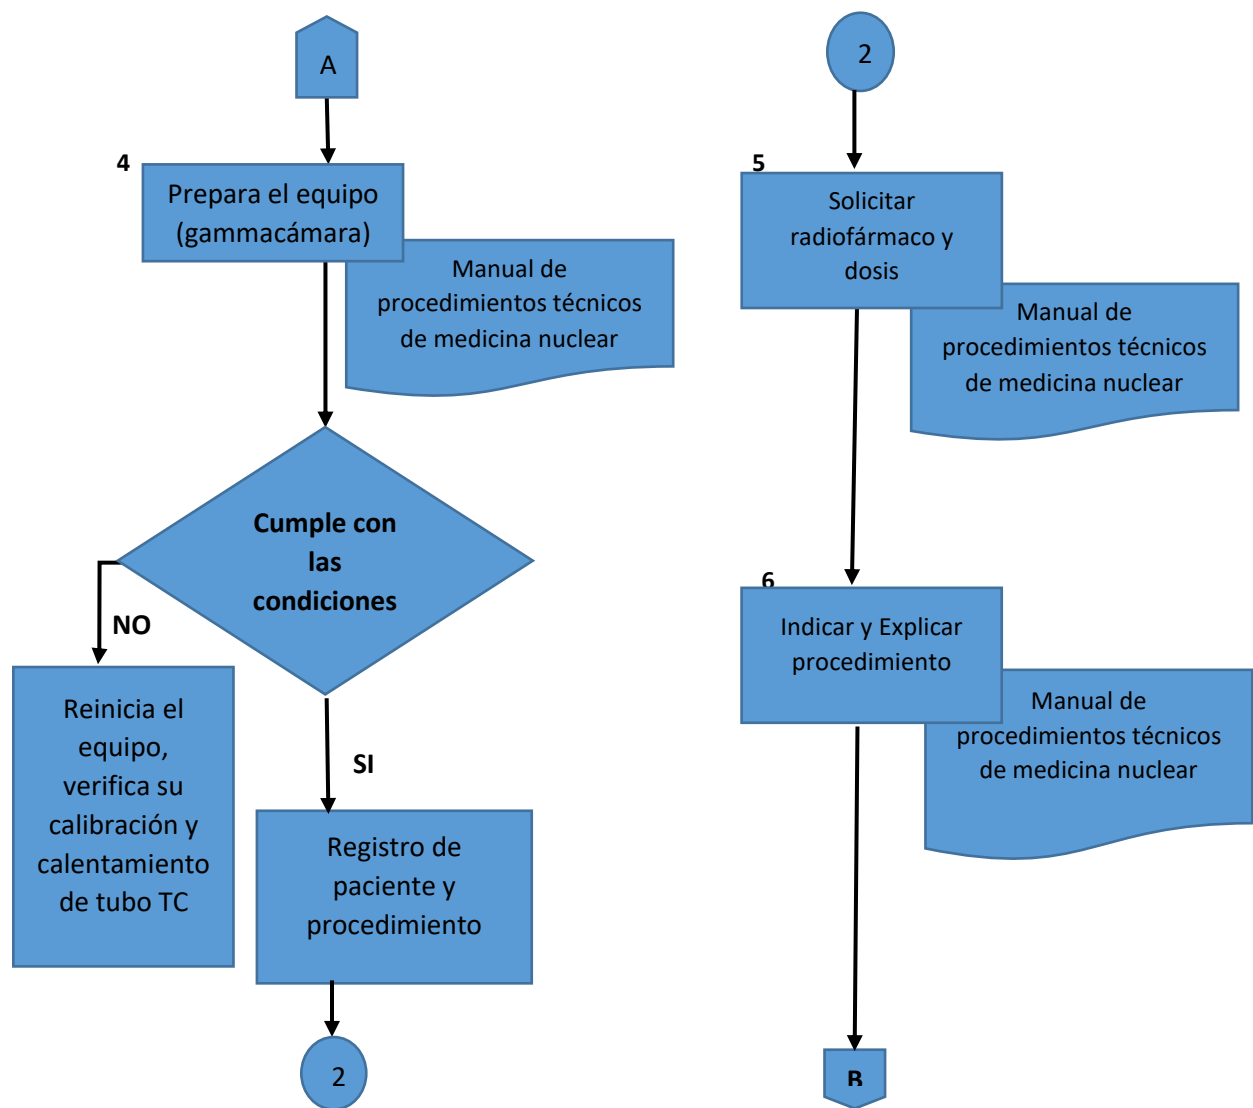 A
4
Prepara el equipo
(gammacámara)
Manual de
procedimientos técnicos
de medicina nuclear
Cumple con
las
condiciones
NO
Reinicia el
equipo,
verifica su
calibración y
calentamiento
de tubo TC
SI
Registro de
paciente y
procedimiento
2
2
5
Solicitar
radiofármaco y
dosis
Manual de
procedimientos técnicos
de medicina nuclear
6
Indicar y Explicar
procedimiento
Manual de
procedimientos técnicos
de medicina nuclear
B